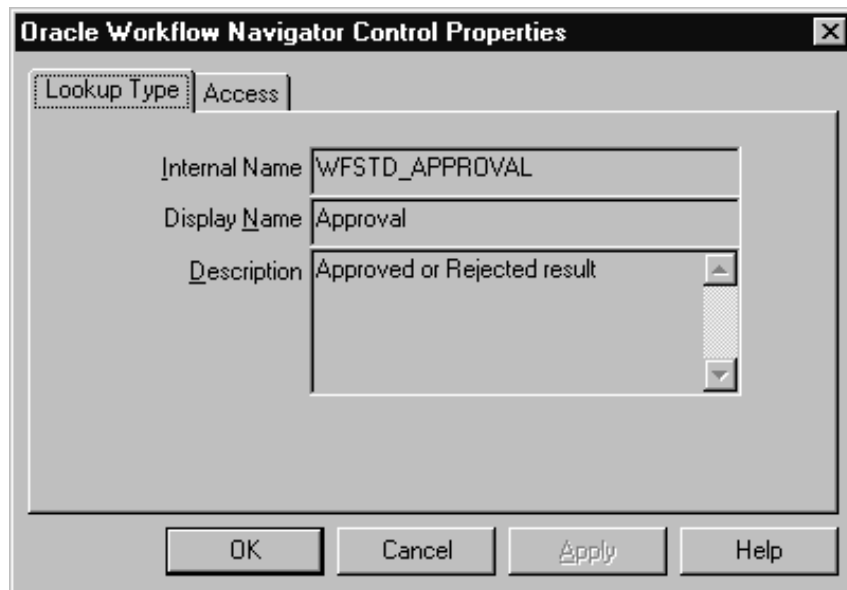 Oracle Workflow Navigator Control Properties
Lookup Type Access
Internal Name WFSTD_APPROVAL
Display Name Approval
Description Approved or Rejected result
OK Cancel Apply Help